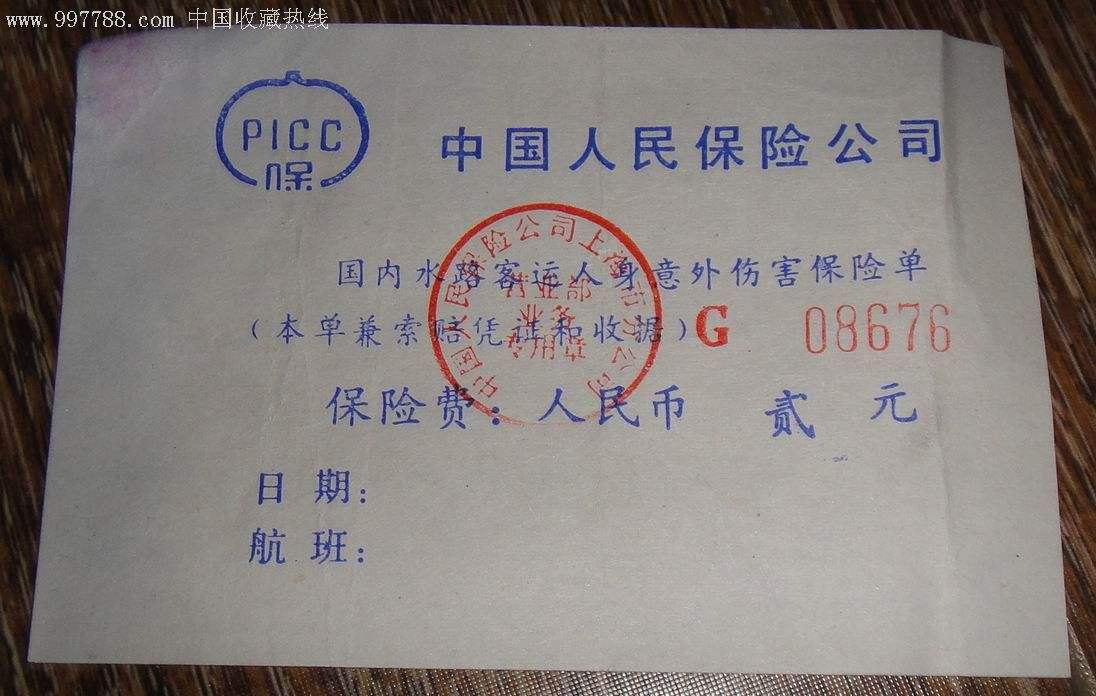 www.997788.com 中国收藏热线
PICC
保
中国人民保险公司
中国人民保险公司上海市分公司
营业部
业务
专用章
国内水路客运人身意外伤害保险单
(本单兼索赔凭证和收据) G 08676
保险费：人民币 贰 元
日期：
航班：